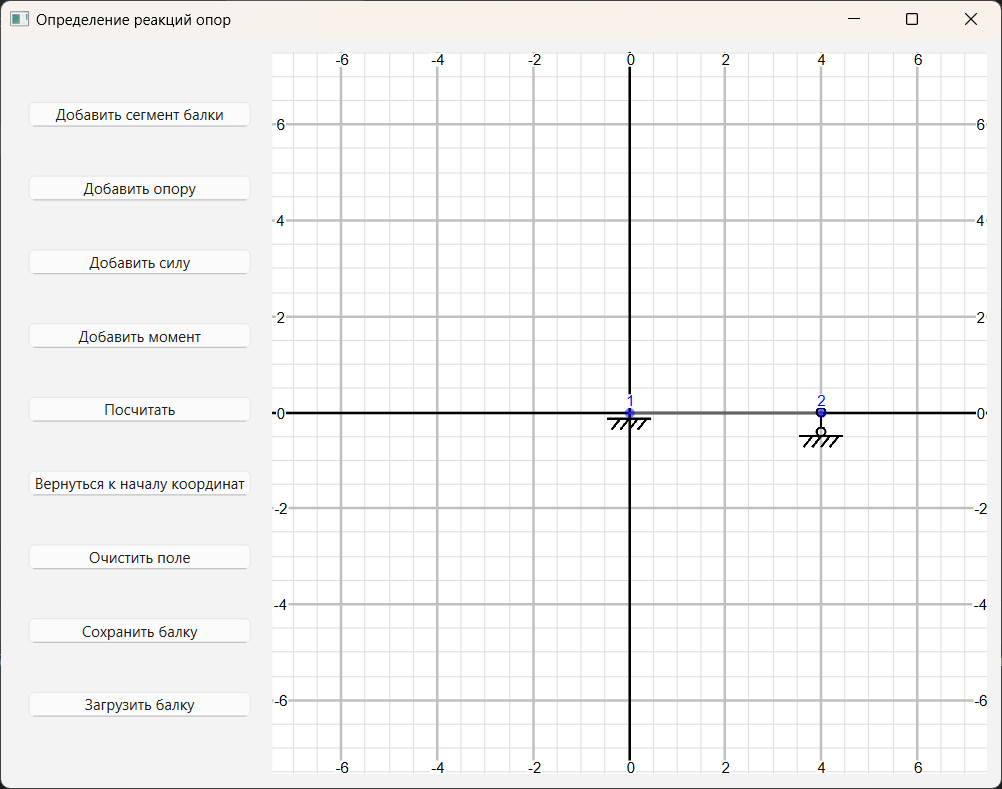 Определение реакций опор
Добавить сегмент балки
Добавить опору
Добавить силу
Добавить момент
Посчитать
Вернуться к началу координат
Очистить поле
Сохранить балку
Загрузить балку
-6 -4 -2 0 2 4 6
6 6
4 4
2 2
1 2
0 0
-2 -2
-4 -4
-6 -6
-6 -4 -2 0 2 4 6